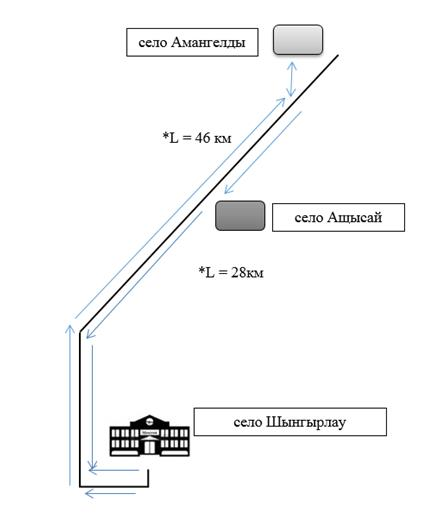 село Амангелды
*L = 46 км
село Ащысай
*L = 28км
село Шынгырлау